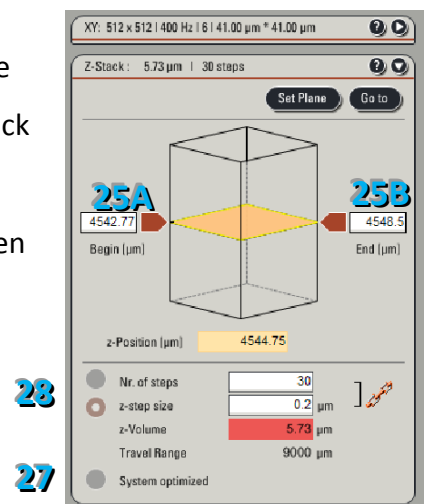 XY: 512 x 512 | 400 Hz | 6 | 41.00 µm * 41.00 µm
e
Z-Stack: 5.73 µm | 30 steps
Set Plane Go to
ck
25A 25B
4542.77 4548.5
en
Begin (µm) End (µm)
z-Position (µm) 4544.75
28
Nr. of steps 30
z-step size 0.2 µm
z-Volume 5.73 µm
Travel Range 9000 µm
27 System optimized